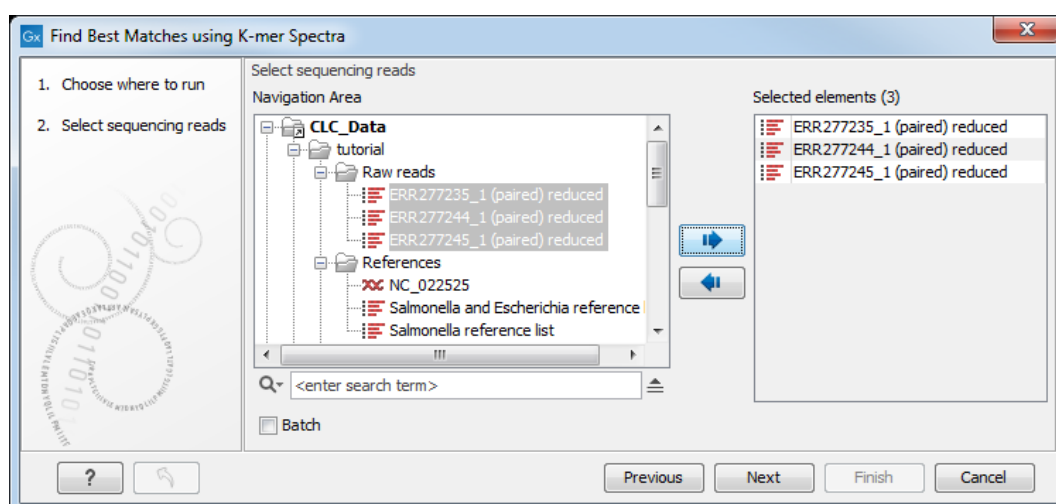 Gx Find Best Matches using K-mer Spectra
X
1. Choose where to run
2. Select sequencing reads
Select sequencing reads
Navigation Area
CLC_Data
tutorial
Raw reads
ERR277235_1 (paired) reduced
ERR277244_1 (paired) reduced
ERR277245_1 (paired) reduced
References
NC_022525
Salmonella and Escherichia reference
Salmonella reference list
<enter search term>
Batch
Selected elements (3)
ERR277235_1 (paired) reduced
ERR277244_1 (paired) reduced
ERR277245_1 (paired) reduced
?
Previous
Next
Finish
Cancel